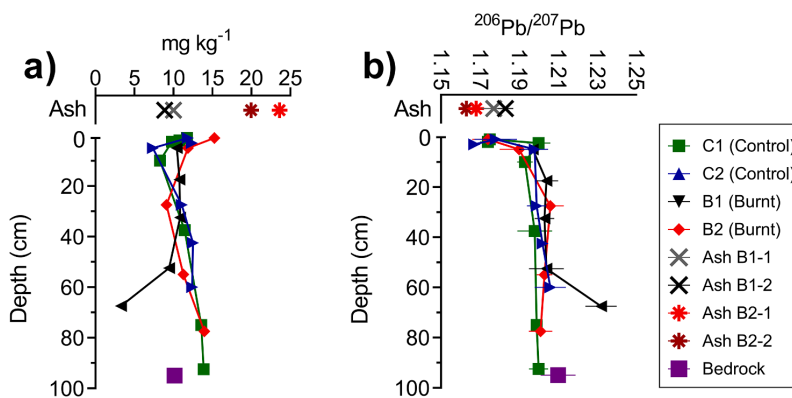 a)
mg kg⁻¹
0 5 10 15 20 25
Ash
0
20
40
60
80
100
Depth (cm)
b)
²⁰⁶Pb/²⁰⁷Pb
1.15 1.17 1.19 1.21 1.23 1.25
Ash
0
20
40
60
80
100
Depth (cm)
C1 (Control)
C2 (Control)
B1 (Burnt)
B2 (Burnt)
Ash B1-1
Ash B1-2
Ash B2-1
Ash B2-2
Bedrock